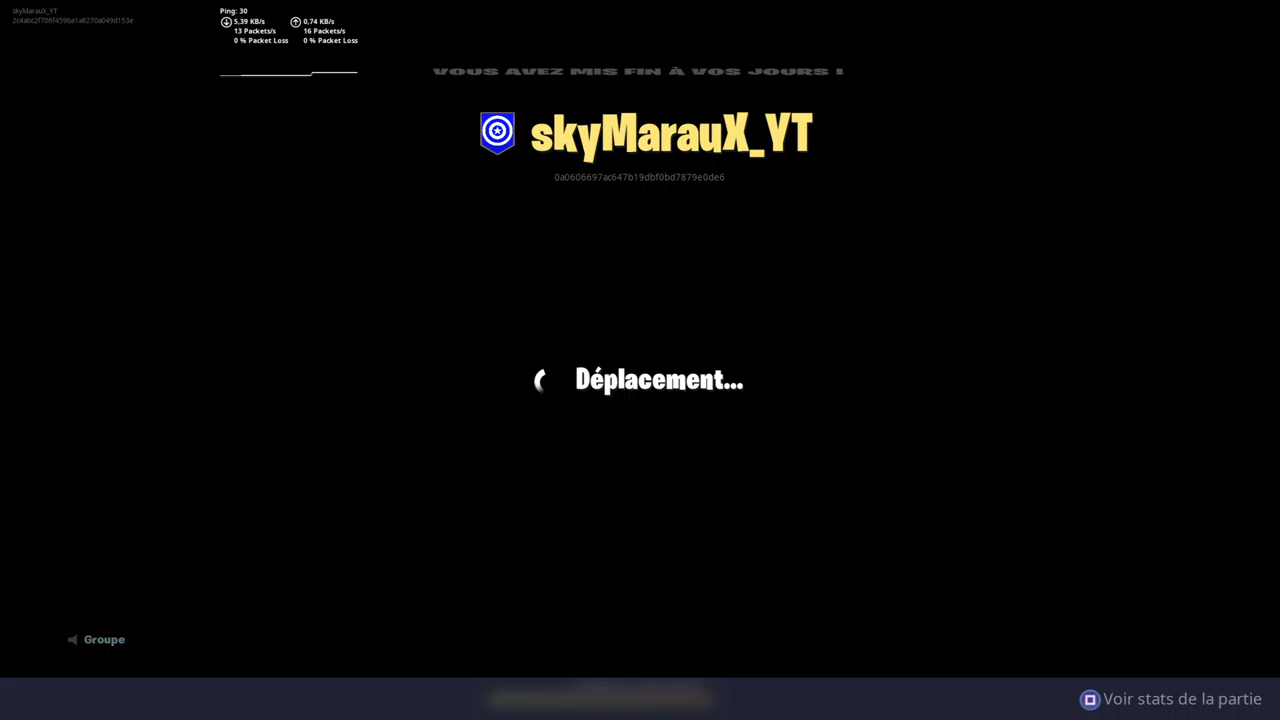 skyMarauX_YT
2c4abc2f706f459ba1a8270a049d153e
Ping: 30
5,39 KB/s
0,74 KB/s
13 Packets/s
16 Packets/s
0 % Packet Loss
0 % Packet Loss
VOUS AVEZ MIS FIN À VOS JOURS !
skyMarauX_YT
0a0606697ac647b19dbf0bd7879e0de6
Déplacement...
Groupe
Voir stats de la partie